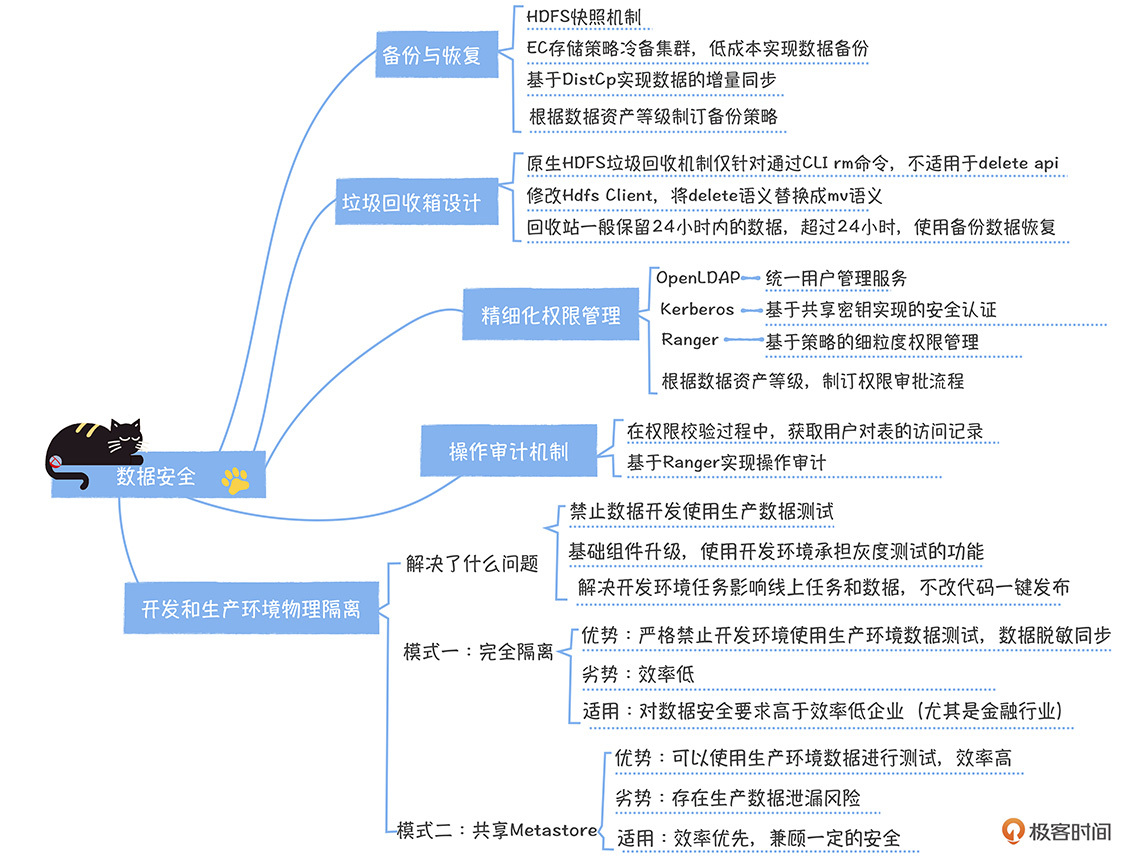 备份与恢复
HDFS快照机制
EC存储策略冷备集群，低成本实现数据备份
基于DistCp实现数据的增量同步
根据数据资产等级制订备份策略
垃圾回收箱设计
原生HDFS垃圾回收机制仅针对通过CLI rm命令，不适用于delete api
修改Hdfs Client，将delete语义替换成mv语义
回收站一般保留24小时内的数据，超过24小时，使用备份数据恢复
精细化权限管理
OpenLDAP 统一用户管理服务
Kerberos 基于共享密钥实现的安全认证
Ranger 基于策略的细粒度权限管理
根据数据资产等级，制订权限审批流程
数据安全
操作审计机制
在权限校验过程中，获取用户对表的访问记录
基于Ranger实现操作审计
开发和生产环境物理隔离
解决了什么问题
禁止数据开发使用生产数据测试
基础组件升级，使用开发环境承担灰度测试的功能
解决开发环境任务影响线上任务和数据，不改代码一键发布
模式一：完全隔离
优势：严格禁止开发环境使用生产环境数据测试，数据脱敏同步
劣势：效率低
适用：对数据安全要求高于效率低企业（尤其是金融行业）
模式二：共享Metastore
优势：可以使用生产环境数据进行测试，效率高
劣势：存在生产数据泄漏风险
适用：效率优先，兼顾一定的安全
极客时间